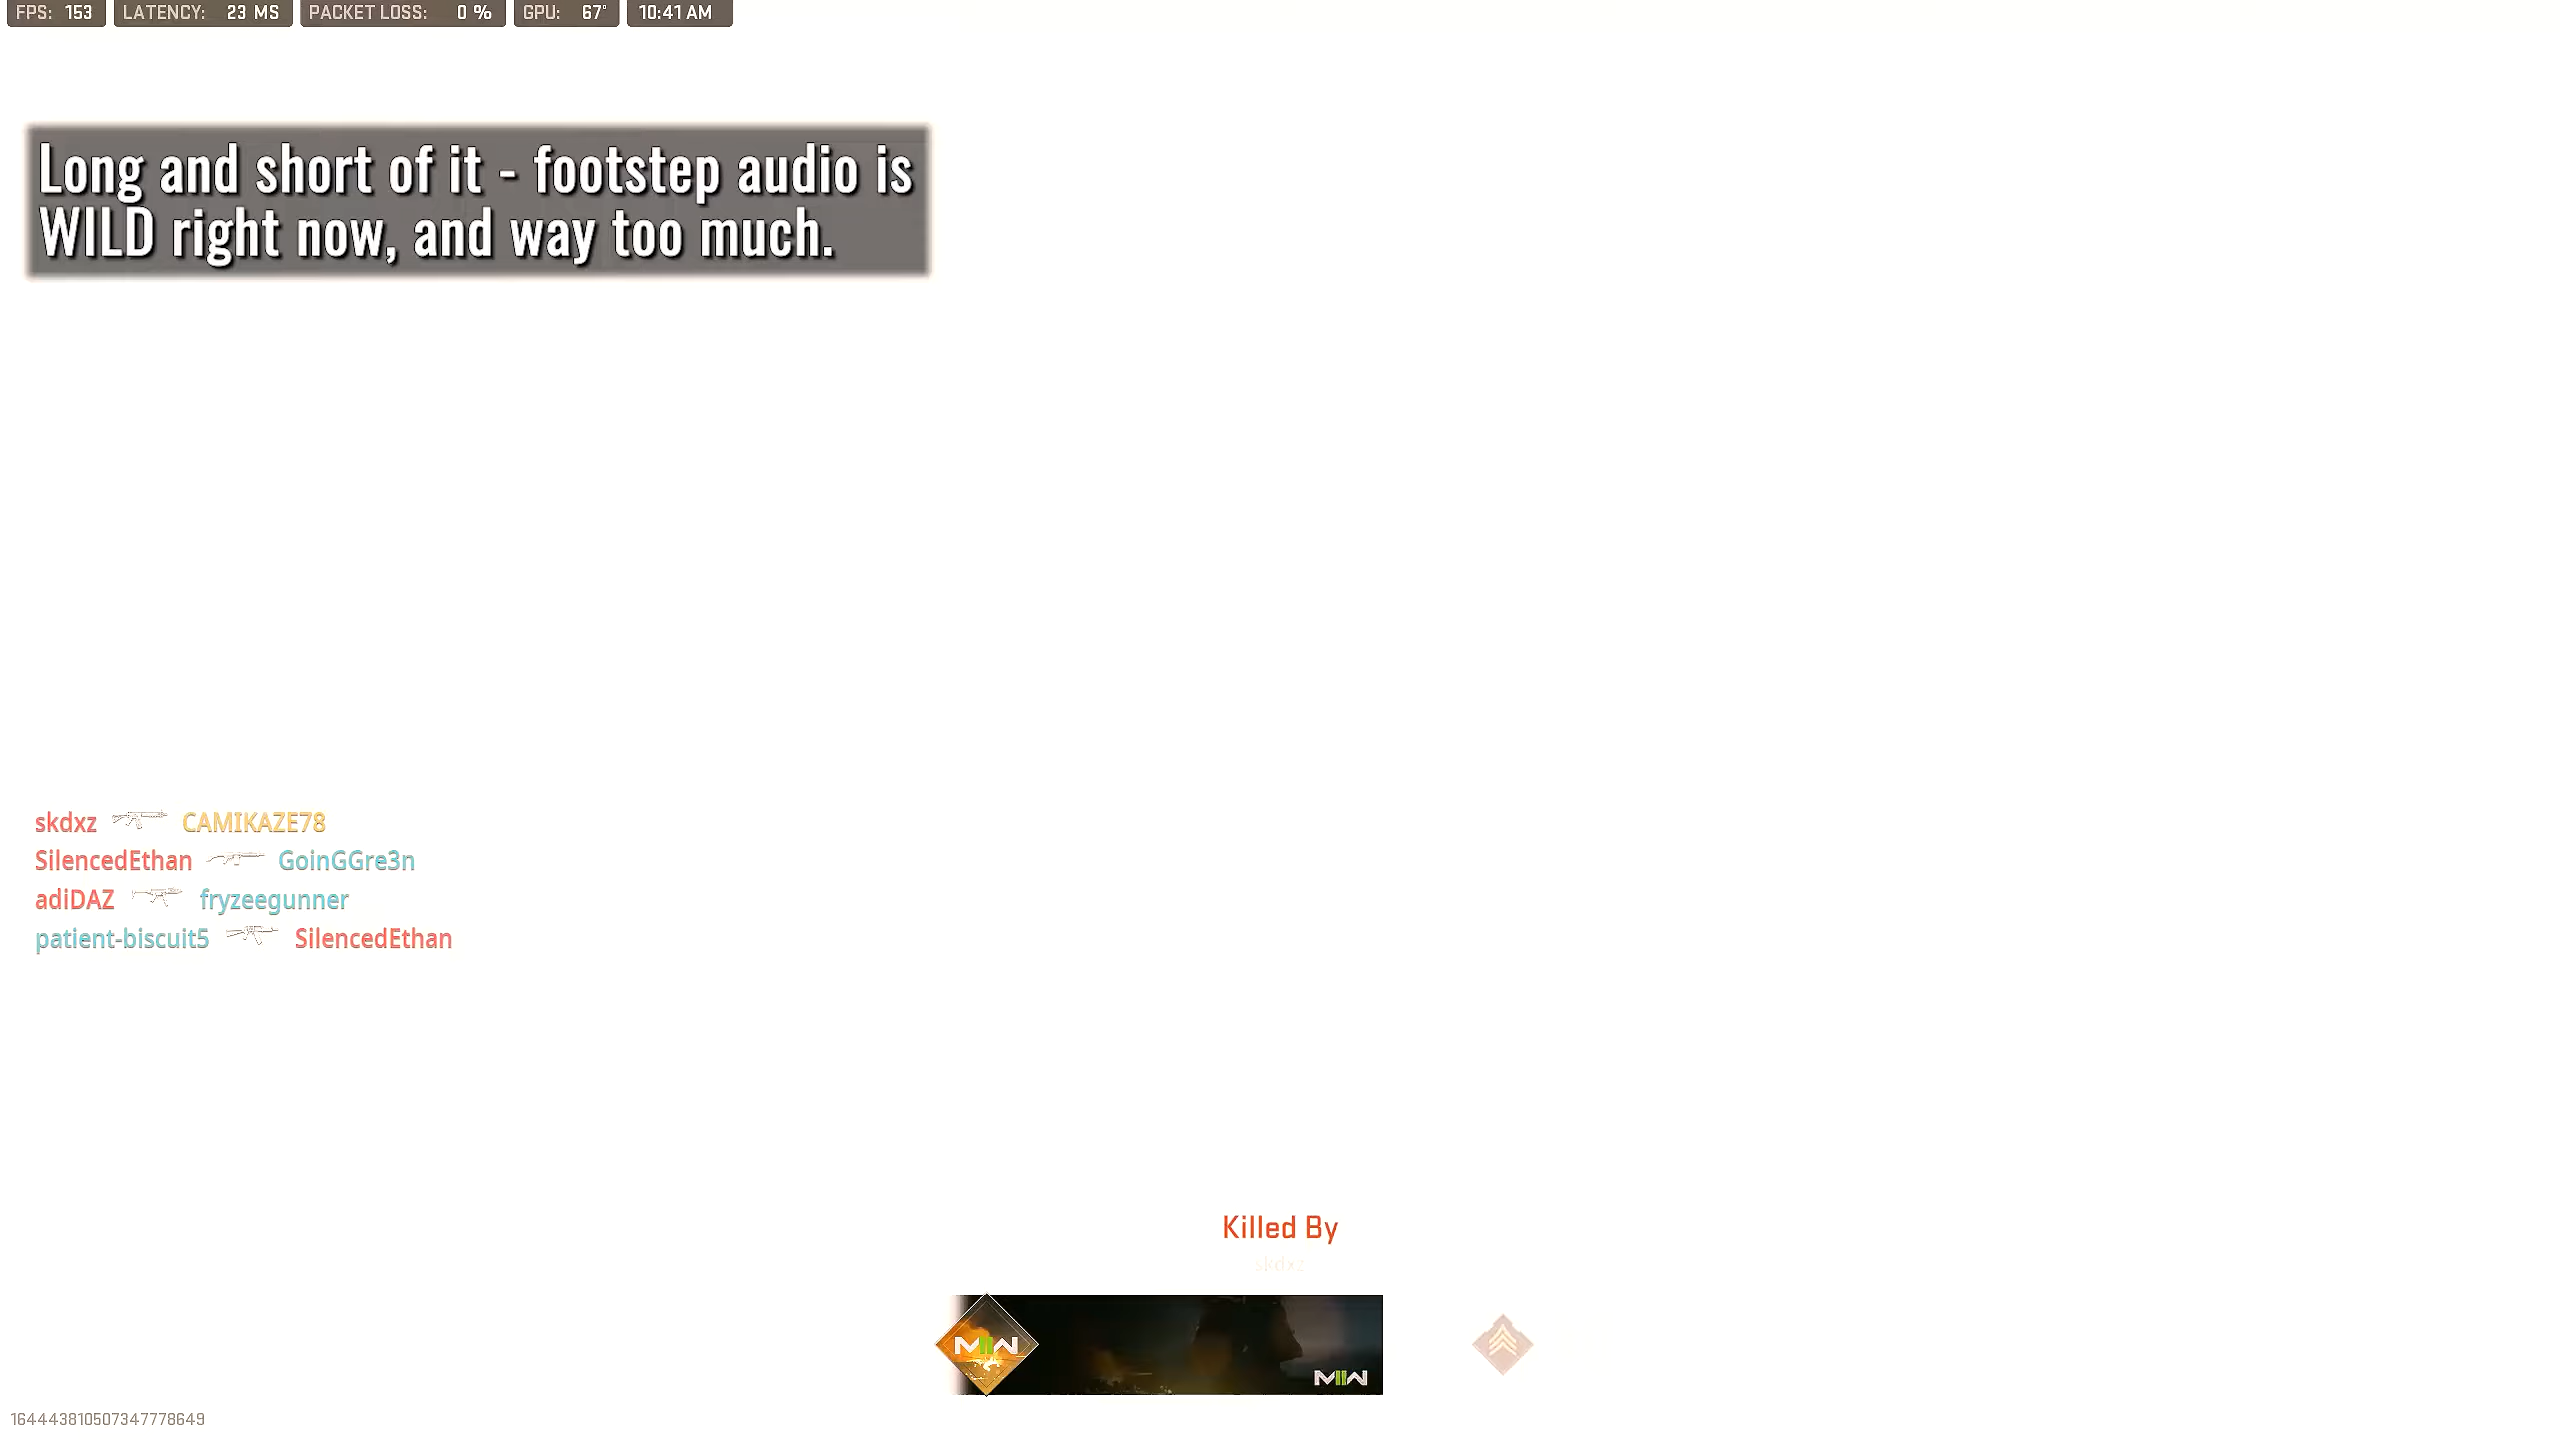 FPS: 153 LATENCY: 23 MS PACKET LOSS: 0 % GPU: 67° 10:41 AM
Long and short of it - footstep audio is
WILD right now, and way too much.
skdxz CAMIKAZE78
SilencedEthan GoinGGre3n
adiDAZ fryzeegunner
patient-biscuit5 SilencedEthan
Killed By
skdxz
MIIW
MIIW
164443810507347778649